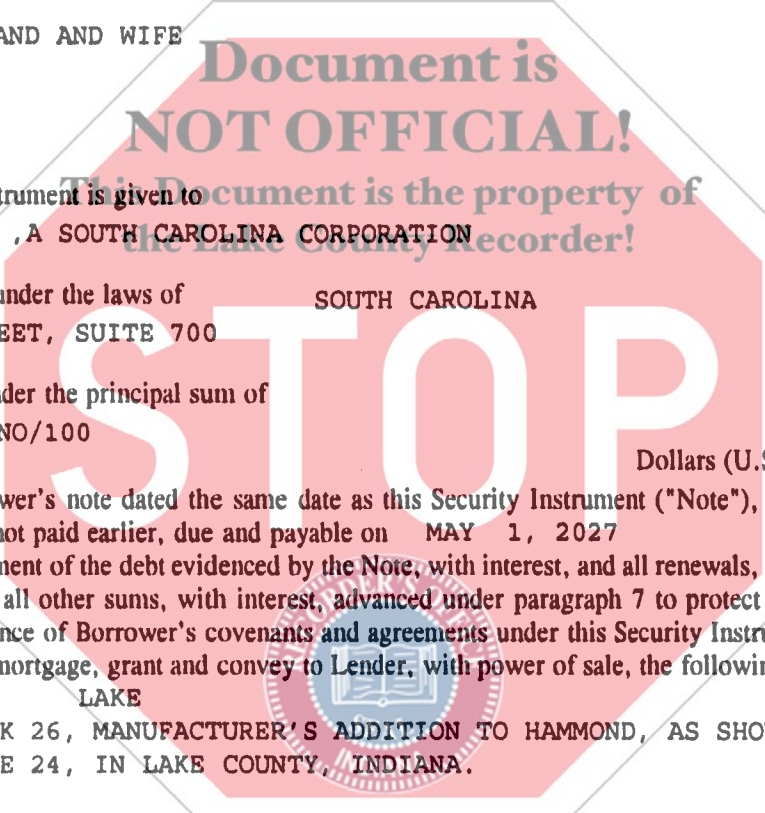 AND AND WIFE
Document is
NOT OFFICIAL!
trument is given to
This Document is the property of
,A SOUTH CAROLINA CORPORATION
the Lake County Recorder!
under the laws of SOUTH CAROLINA
EET, SUITE 700
der the principal sum of
NO/100
STOP
Dollars (U.S
wer's note dated the same date as this Security Instrument ("Note"),
not paid earlier, due and payable on MAY 1, 2027
ment of the debt evidenced by the Note, with interest, and all renewals,
all other sums, with interest, advanced under paragraph 7 to protect
nce of Borrower's covenants and agreements under this Security Instru
mortgage, grant and convey to Lender, with power of sale, the followin
LAKE
K 26, MANUFACTURER'S ADDITION TO HAMMOND, AS SHO
E 24, IN LAKE COUNTY, INDIANA.